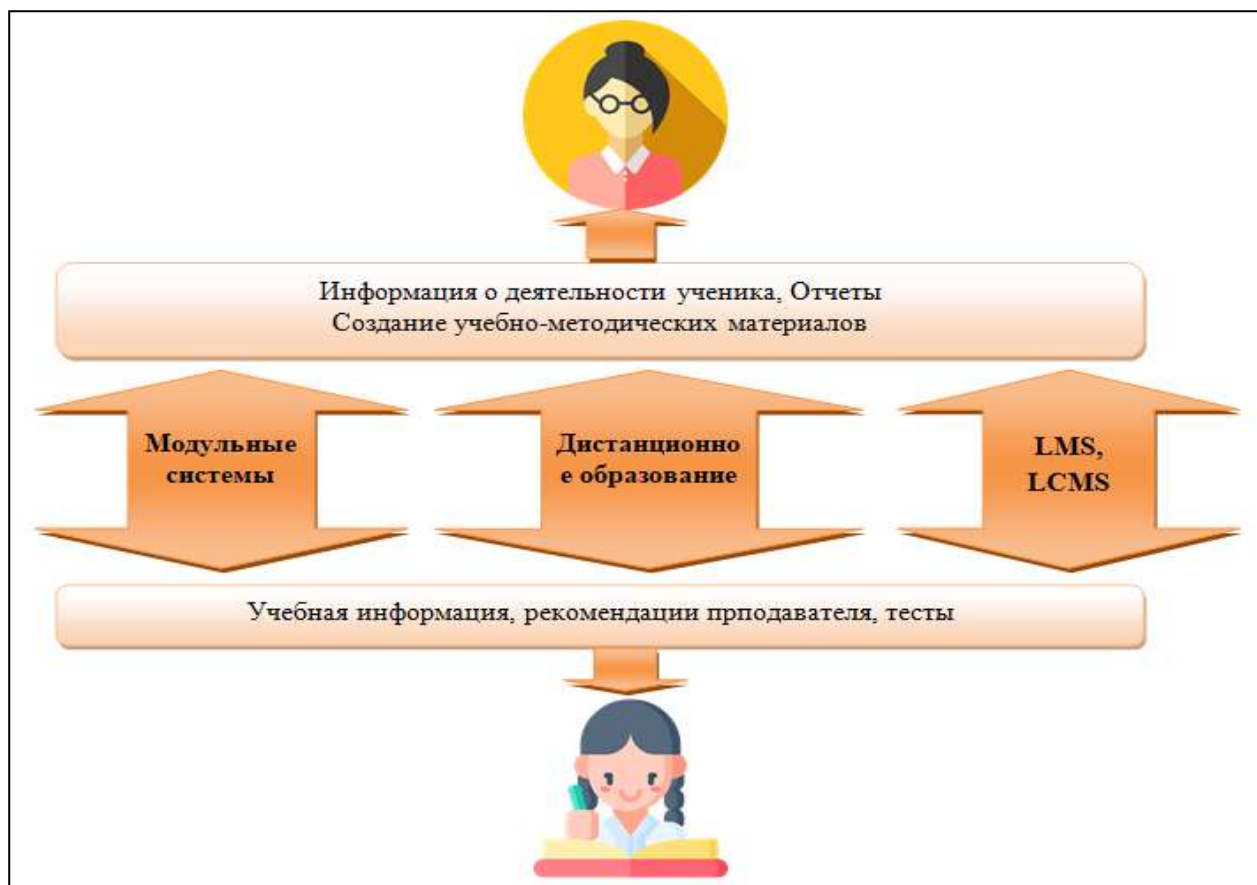 Информация о деятельности ученика, Отчеты
Создание учебно-методических материалов
Модульные
системы
Дистанционно
е образование
LMS,
LCMS
Учебная информация, рекомендации прподавателя, тесты